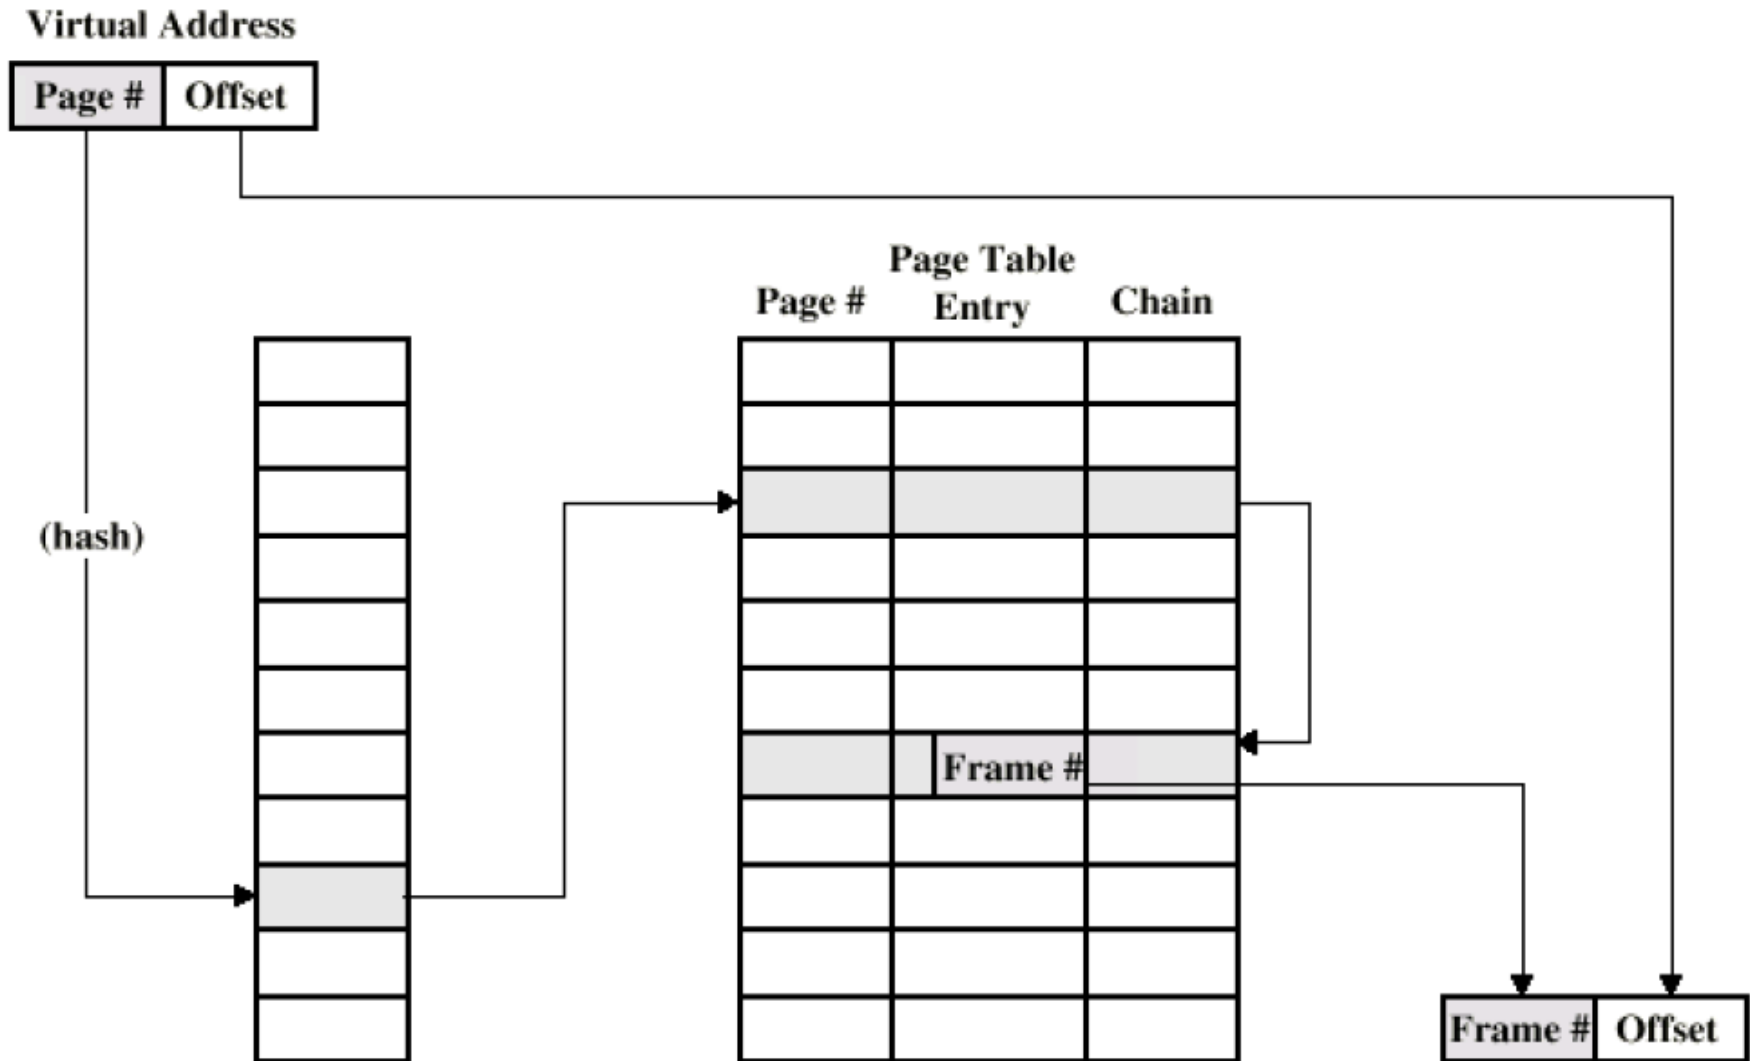 Virtual Address
Page # Offset
Page Table
Page # Entry Chain
(hash)
Frame #
Frame # Offset